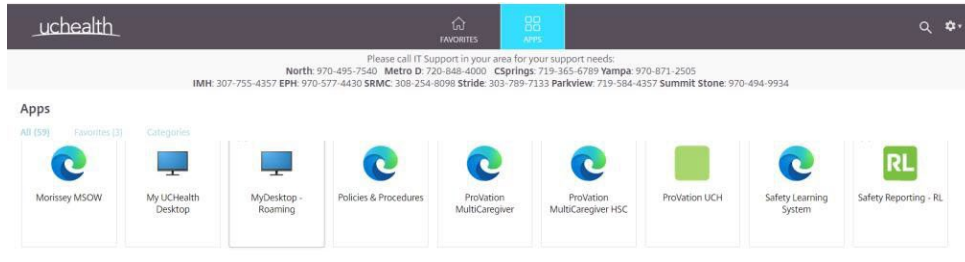 uchealth
FAVORITES
APPS
Please call IT Support in your area for your support needs:
North: 970-495-7540 Metro D: 720-848-4000 CSprings: 719-365-6789 Yampa: 970-871-2505
IMH: 307-755-4357 EPH: 970-577-4430 SRMC: 308-254-8098 Stride: 303-789-7133 Parkview: 719-584-4357 Summit Stone: 970-494-9934
Apps
All (59) Favorites (3) Categories
RL
Morissey MSOW
My UCHealth
Desktop
MyDesktop -
Roaming
Policies & Procedures
ProVation
MultiCaregiver
ProVation
MultiCaregiver HSC
ProVation UCH
Safety Learning
System
Safety Reporting - RL